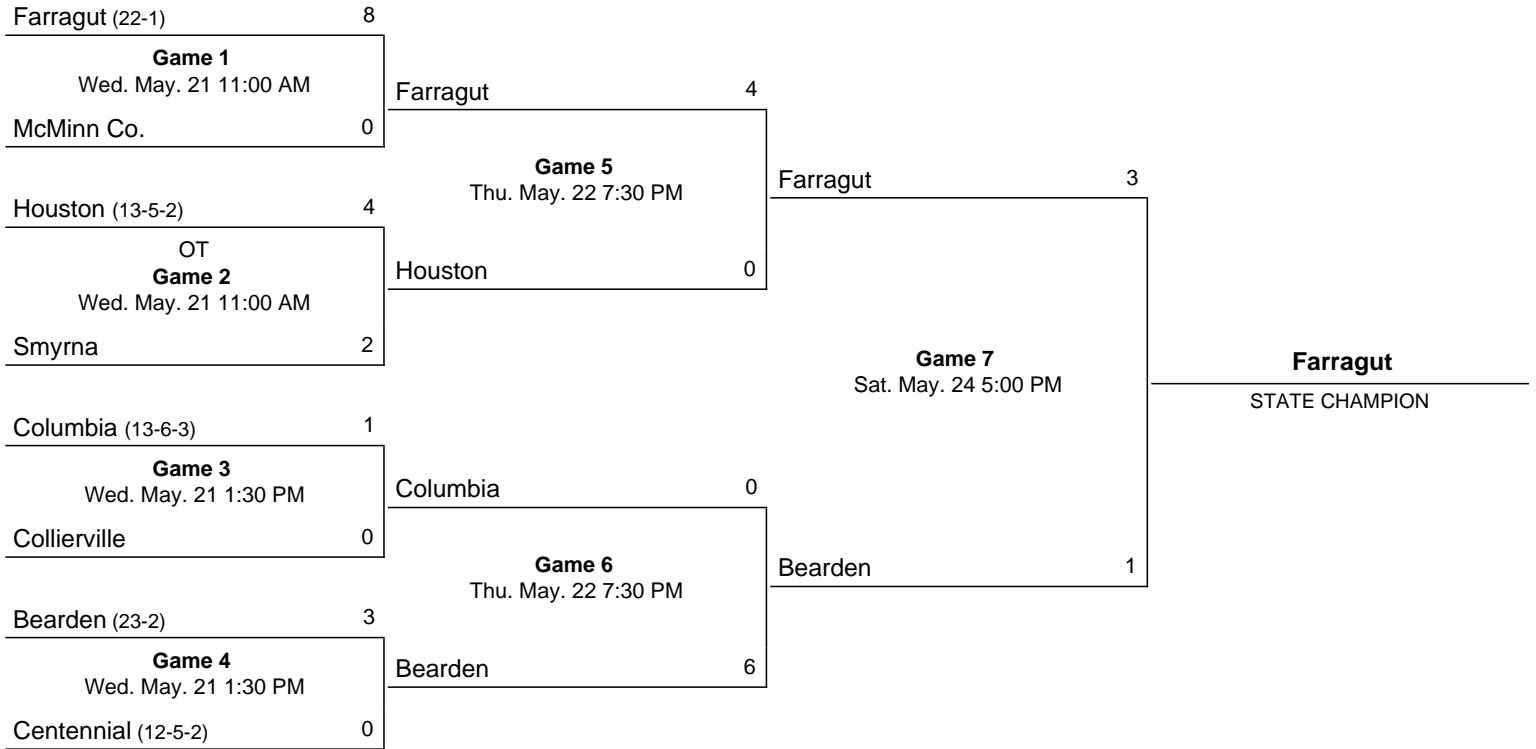 Farragut (22-1) 8
Game 1
Wed. May. 21 11:00 AM
McMinn Co. 0
Houston (13-5-2) 4
OT
Game 2
Wed. May. 21 11:00 AM
Smyrna 2
Columbia (13-6-3) 1
Game 3
Wed. May. 21 1:30 PM
Collierville 0
Bearden (23-2) 3
Game 4
Wed. May. 21 1:30 PM
Centennial (12-5-2) 0
Farragut 4
Game 5
Thu. May. 22 7:30 PM
Houston 0
Columbia 0
Game 6
Thu. May. 22 7:30 PM
Bearden 6
Farragut 3
Game 7
Sat. May. 24 5:00 PM
Bearden 1
Farragut
STATE CHAMPION